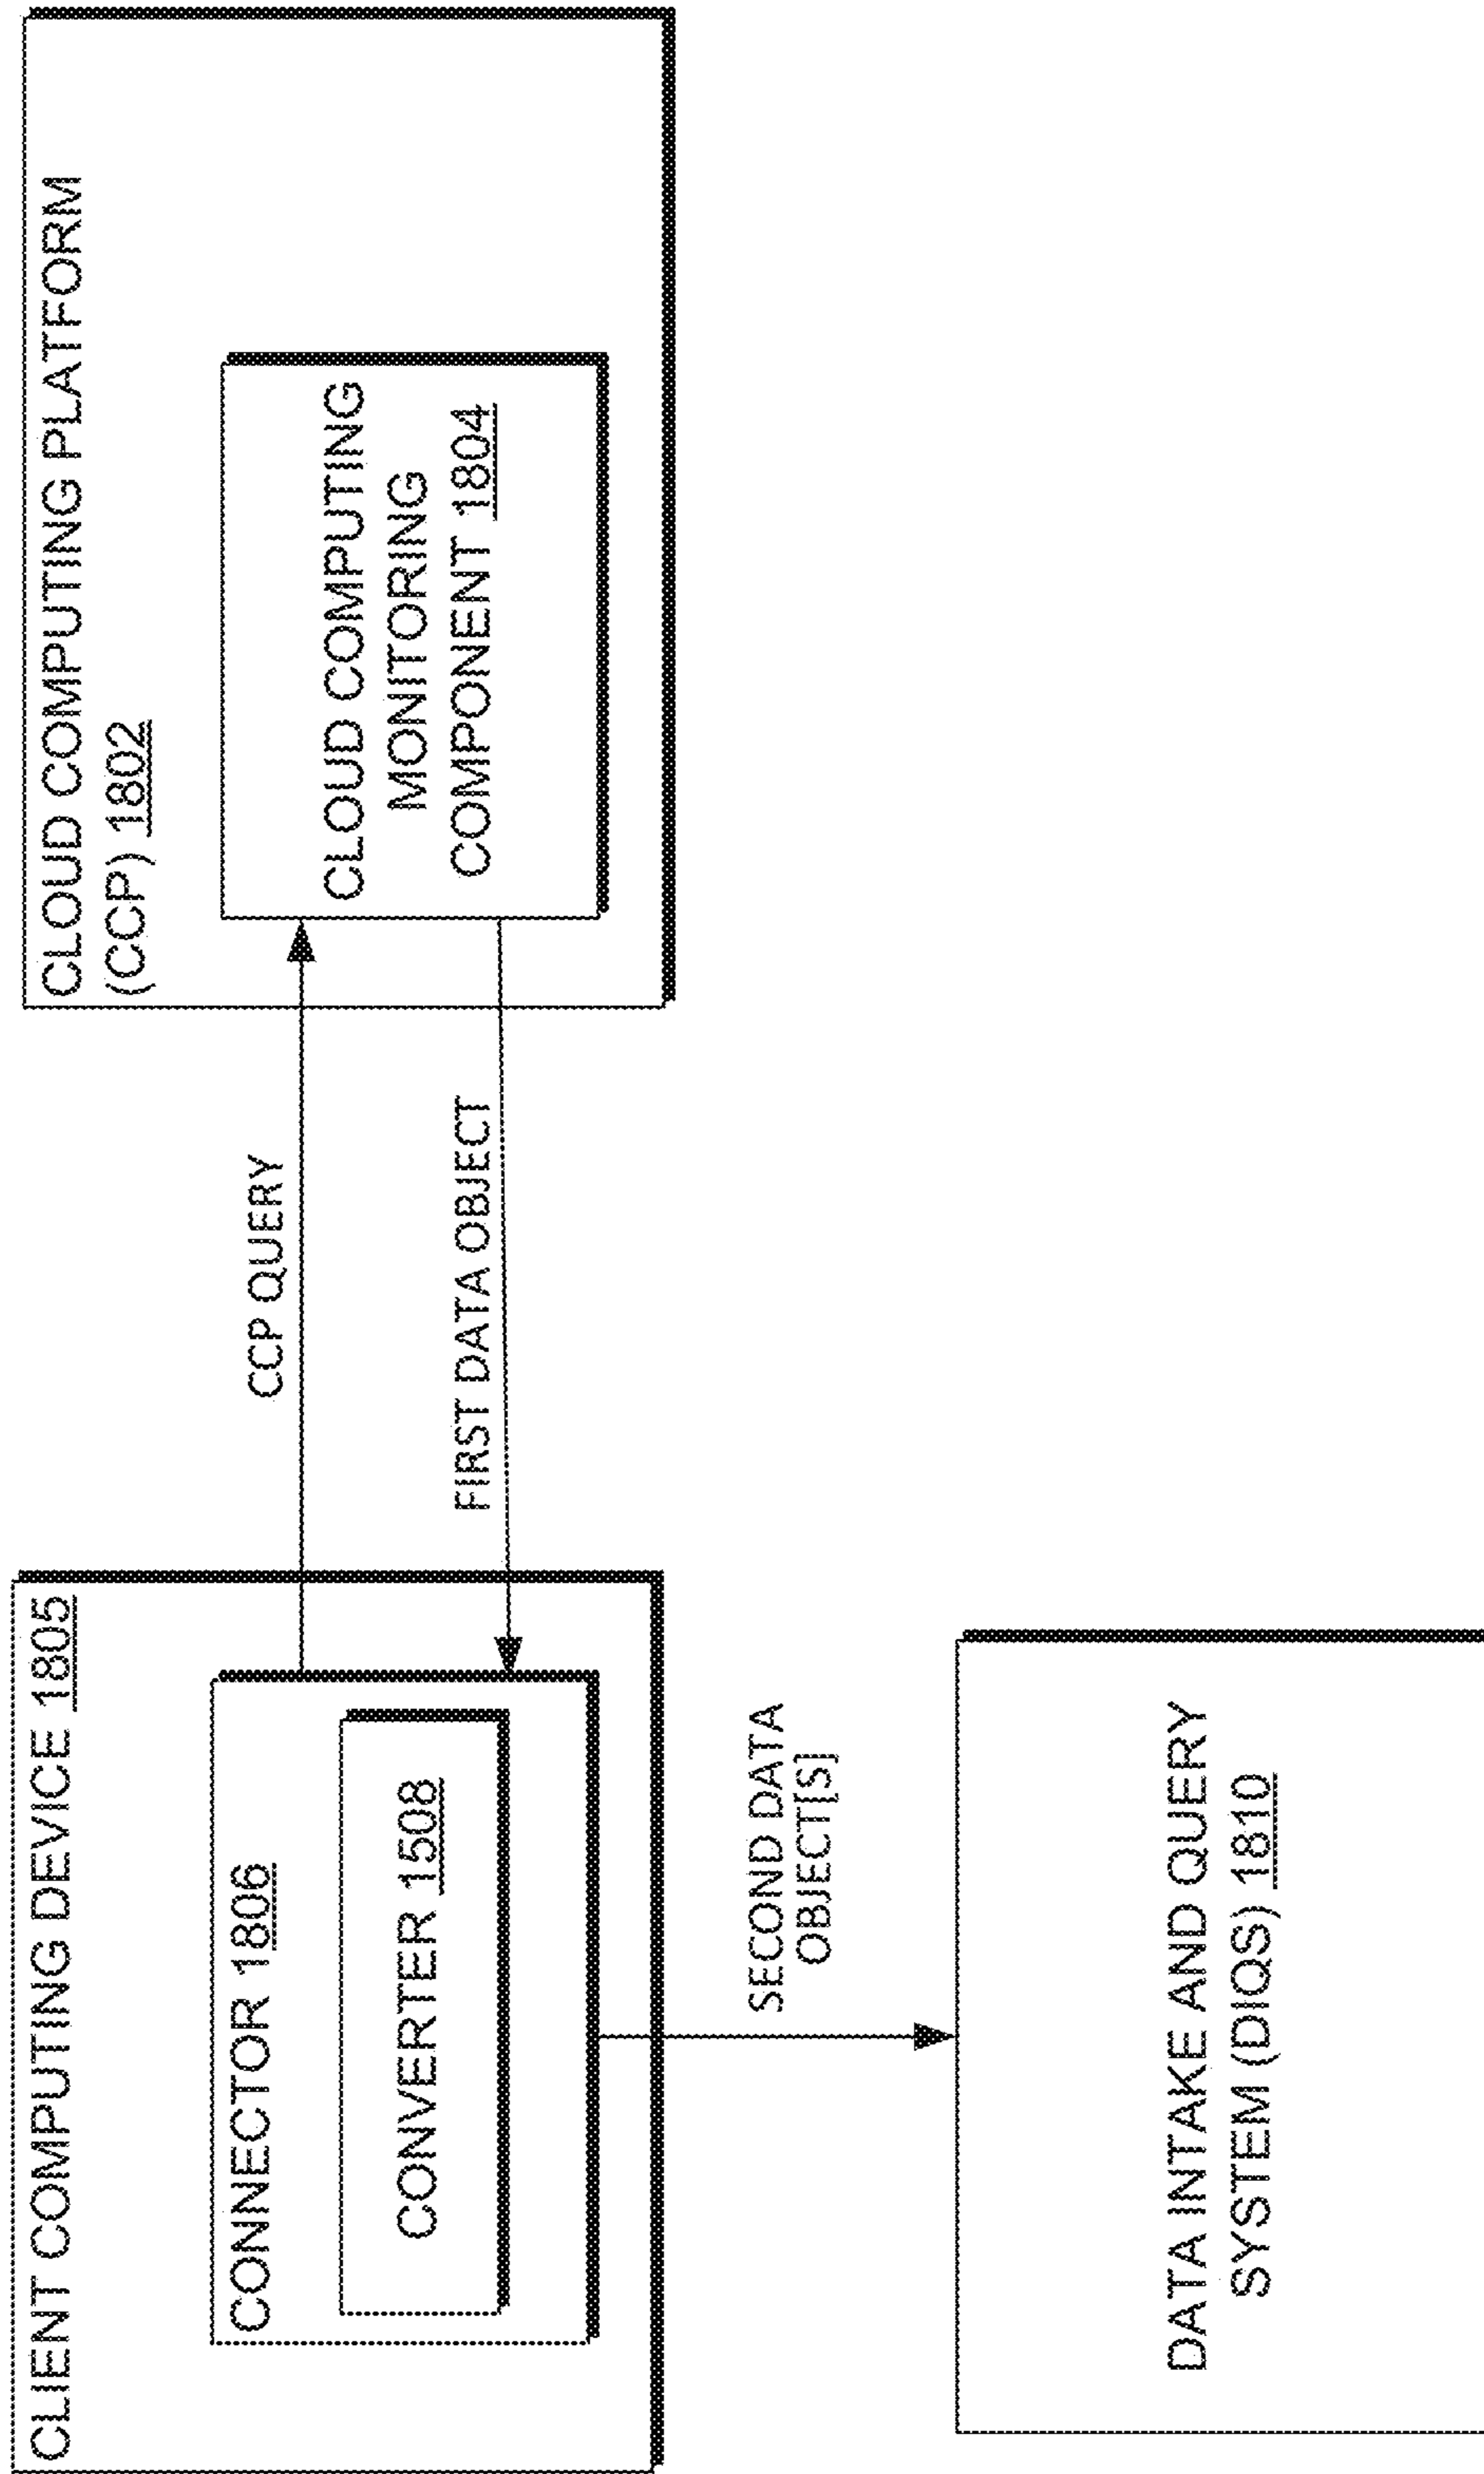 CLIENT COMPUTING DEVICE 1805
CONNECTOR 1806
CONVERTER 1508
CCP QUERY
FIRST DATA OBJECT
CLOUD COMPUTING PLATFORM
(CCP) 1802
CLOUD COMPUTING
MONITORING
COMPONENT 1804
SECOND DATA
OBJECT[S]
DATA INTAKE AND QUERY
SYSTEM (DIQS) 1810